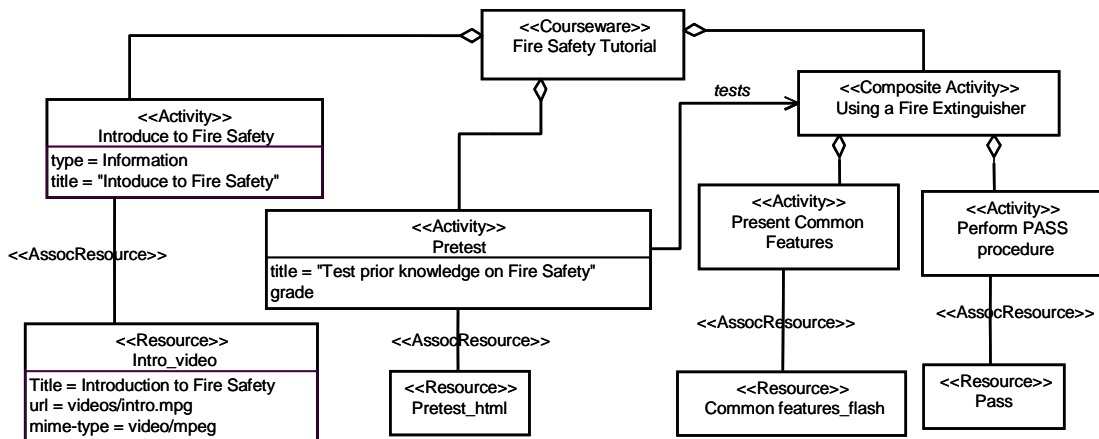 <<Courseware>>
Fire Safety Tutorial
<<Activity>>
Introduce to Fire Safety
type = Information
title = "Intoduce to Fire Safety"
tests
<<Composite Activity>>
Using a Fire Extinguisher
<<Activity>>
Pretest
title = "Test prior knowledge on Fire Safety"
grade
<<Activity>>
Present Common
Features
<<Activity>>
Perform PASS
procedure
<<AssocResource>>
<<AssocResource>>
<<AssocResource>>
<<AssocResource>>
<<Resource>>
Intro_video
Title = Introduction to Fire Safety
url = videos/intro.mpg
mime-type = video/mpeg
<<Resource>>
Pretest_html
<<Resource>>
Common features_flash
<<Resource>>
Pass